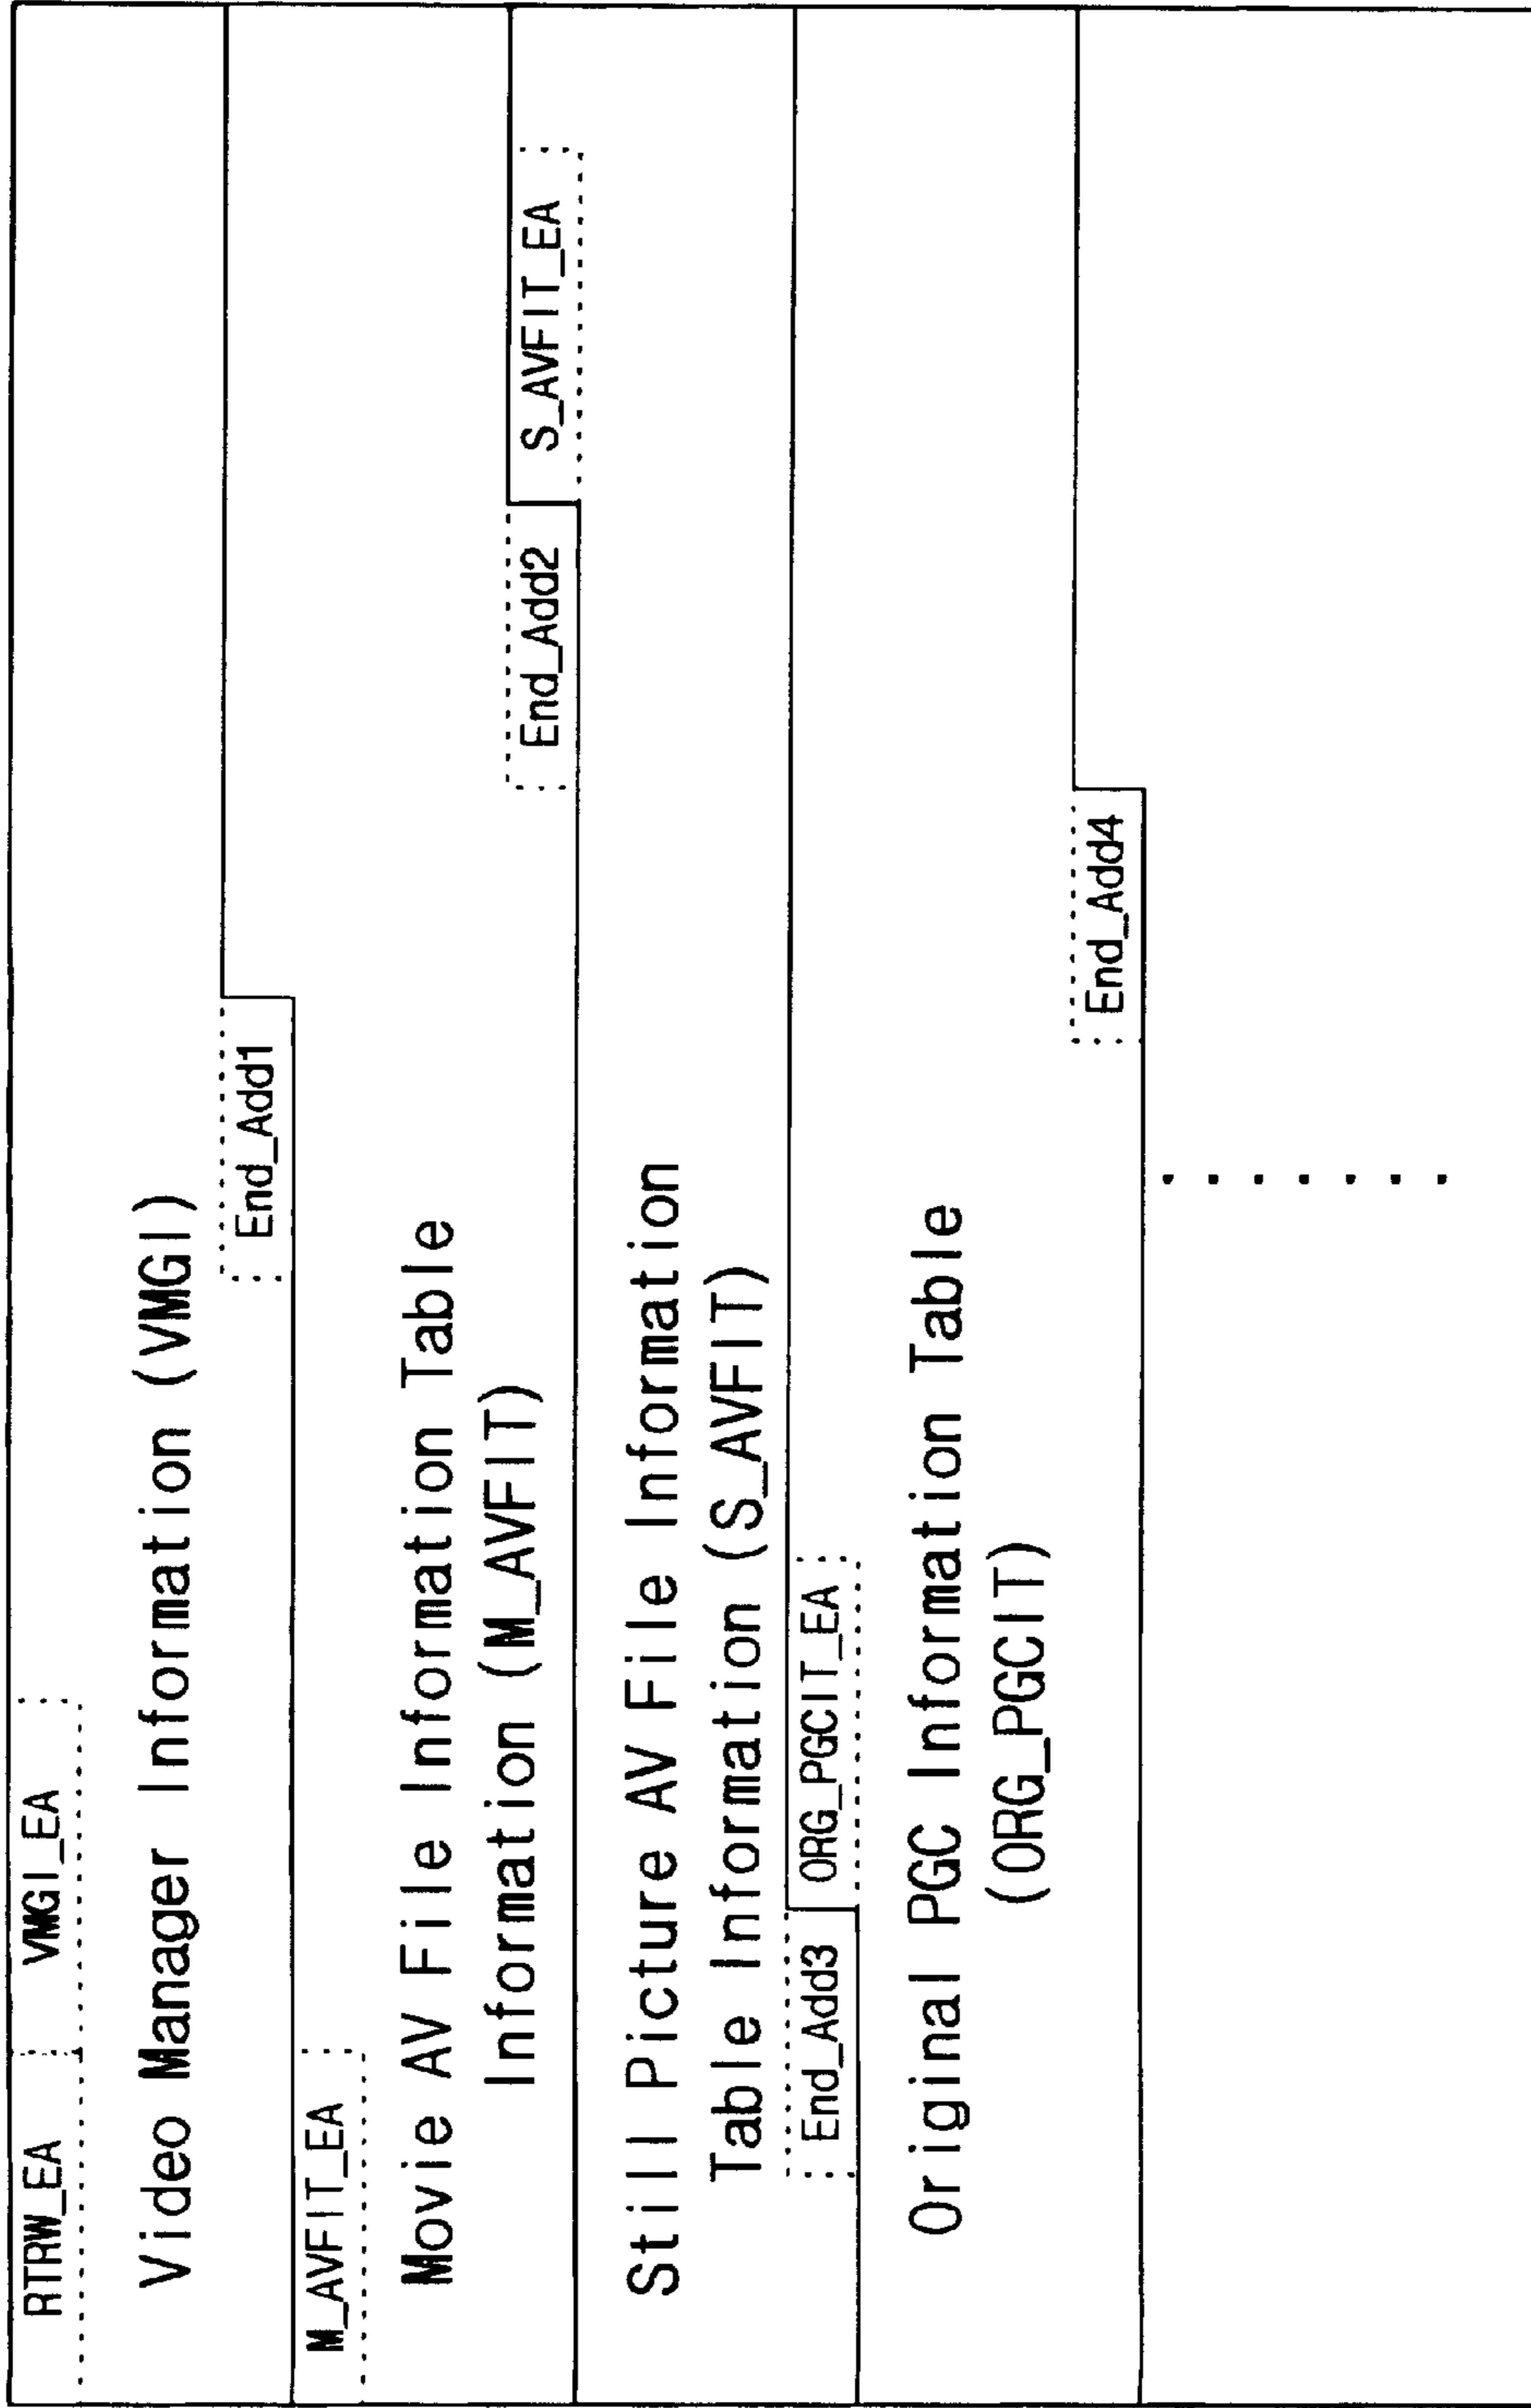 RTRW_EA VMGI_EA
Video Manager Information (VMGI)
End_Add1
M_AVFIT_EA
Movie AV File Information Table
Information (M_AVFIT)
End_Add2 S_AVFIT_EA
Still Picture AV File Information
Table Information (S_AVFIT)
End_Add3 ORG_PGCIT_EA
Original PGC Information Table
(ORG_PGCIT)
End_Add4